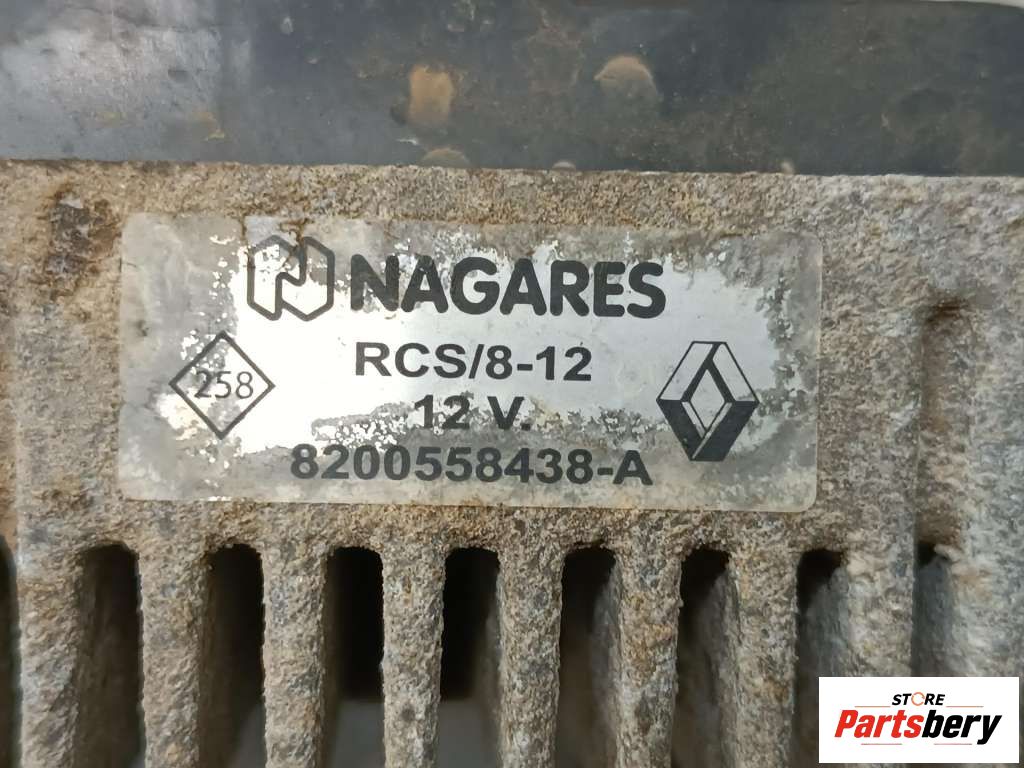 NAGARES
RCS/8-12
258
12 V.
8200558438-A
STORE
Partsbery